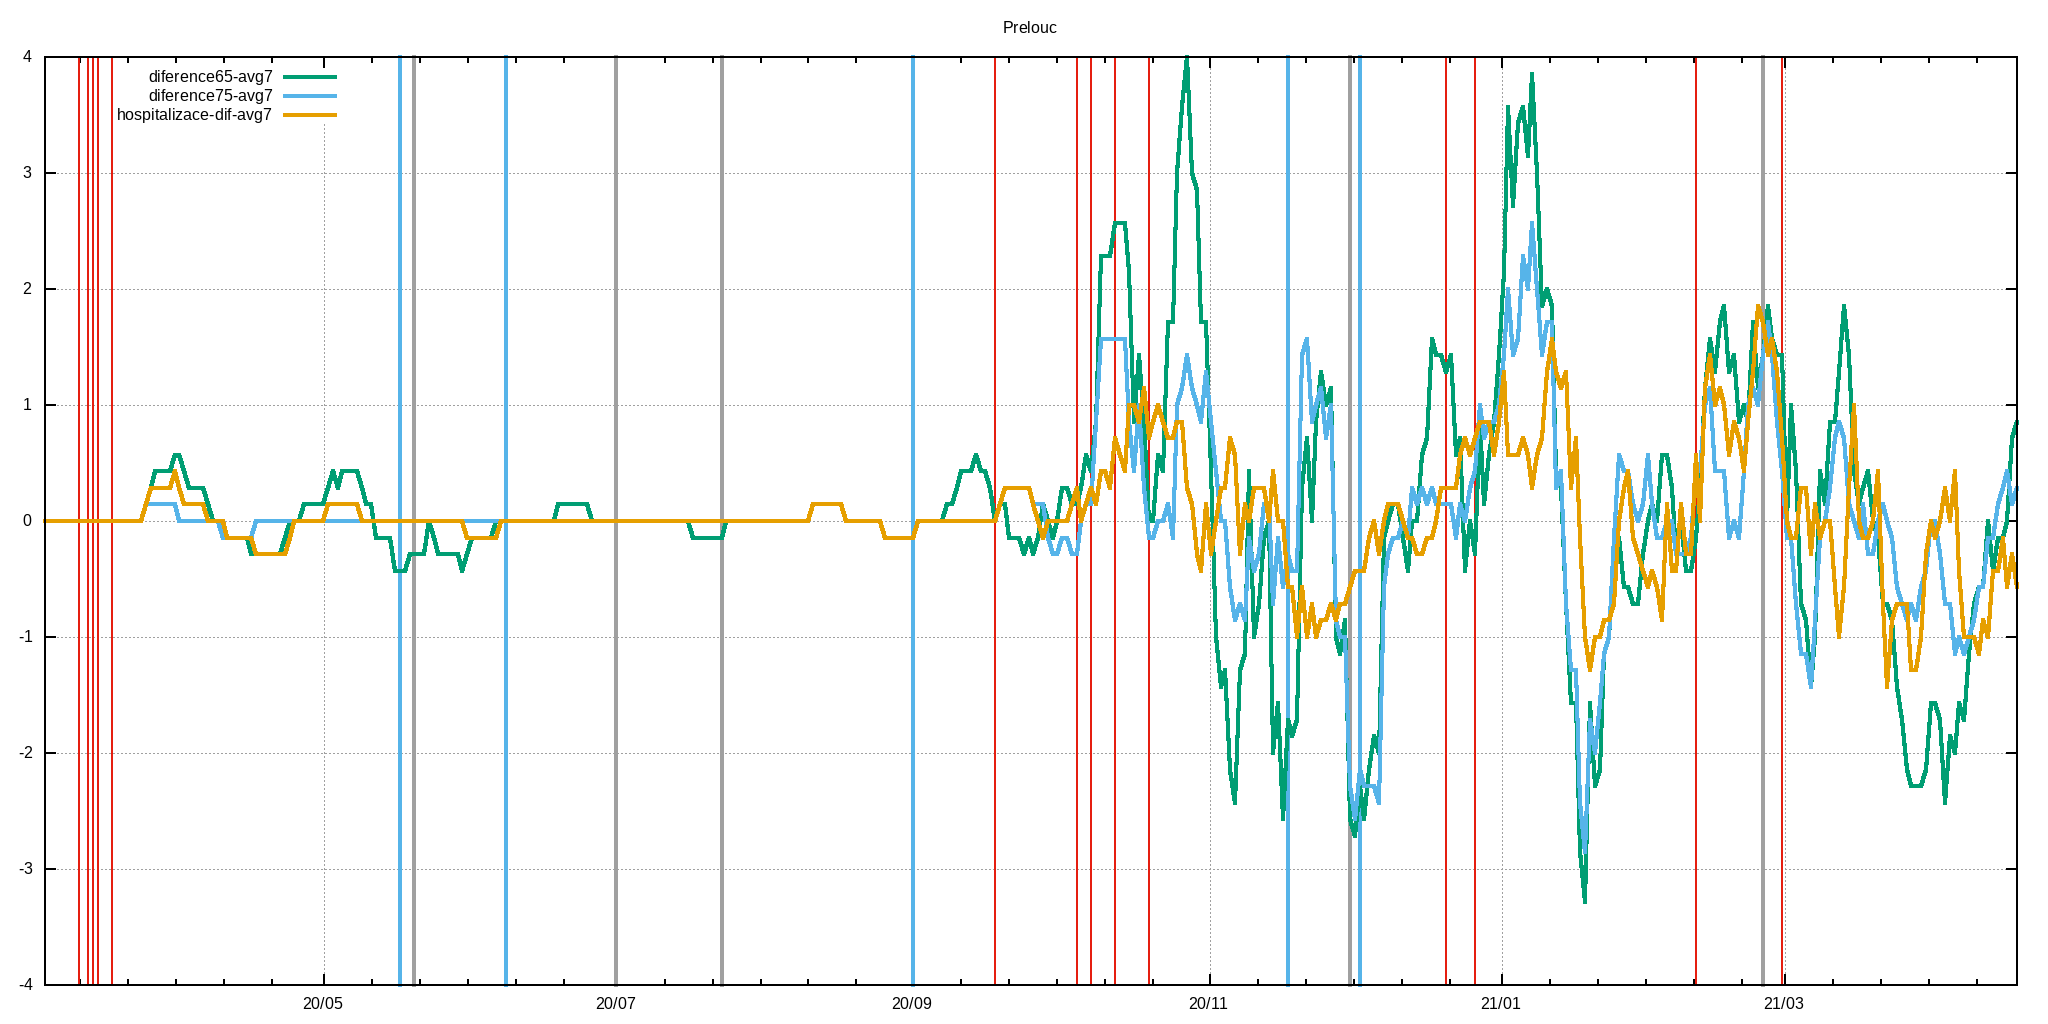 Prelouc
4
diference65-avg7
diference75-avg7
hospitalizace-dif-avg7
3
2
1
0
-1
-2
-3
-4
20/05 20/07 20/09 20/11 21/01 21/03